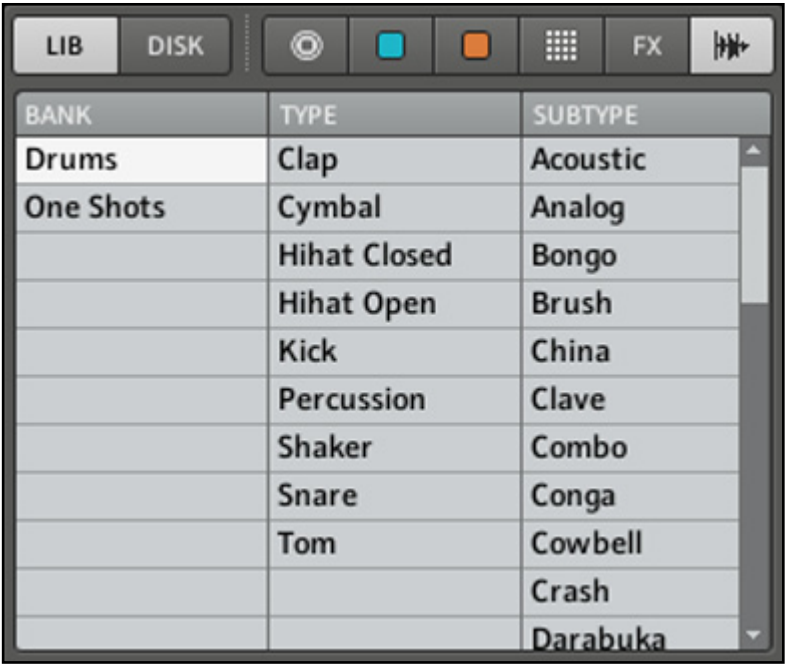 LIB DISK FX
BANK TYPE SUBTYPE
Drums Clap Acoustic
One Shots Cymbal Analog
Hihat Closed Bongo
Hihat Open Brush
Kick China
Percussion Clave
Shaker Combo
Snare Conga
Tom Cowbell
Crash
Darabuka